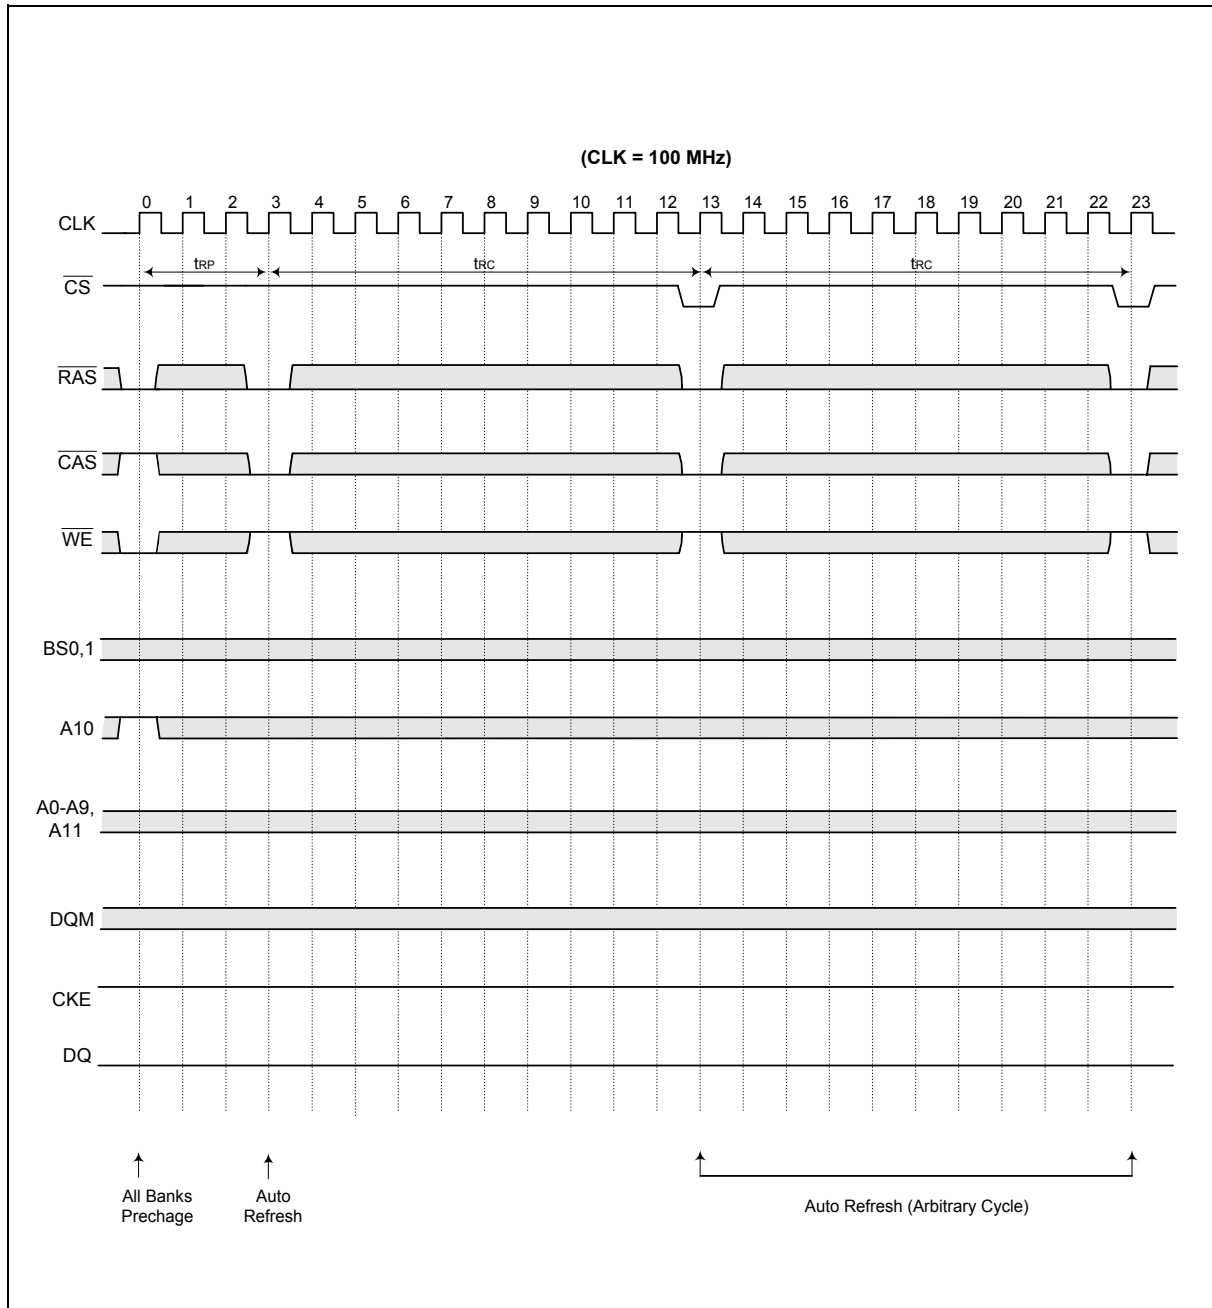 (CLK = 100 MHz)
0 1 2 3 4 5 6 7 8 9 10 11 12 13 14 15 16 17 18 19 20 21 22 23
CLK
tRP tRC tRC
CS
RAS
CAS
WE
BS0,1
A10
A0-A9,
A11
DQM
CKE
DQ
All Banks
Prechage
Auto
Refresh
Auto Refresh (Arbitrary Cycle)